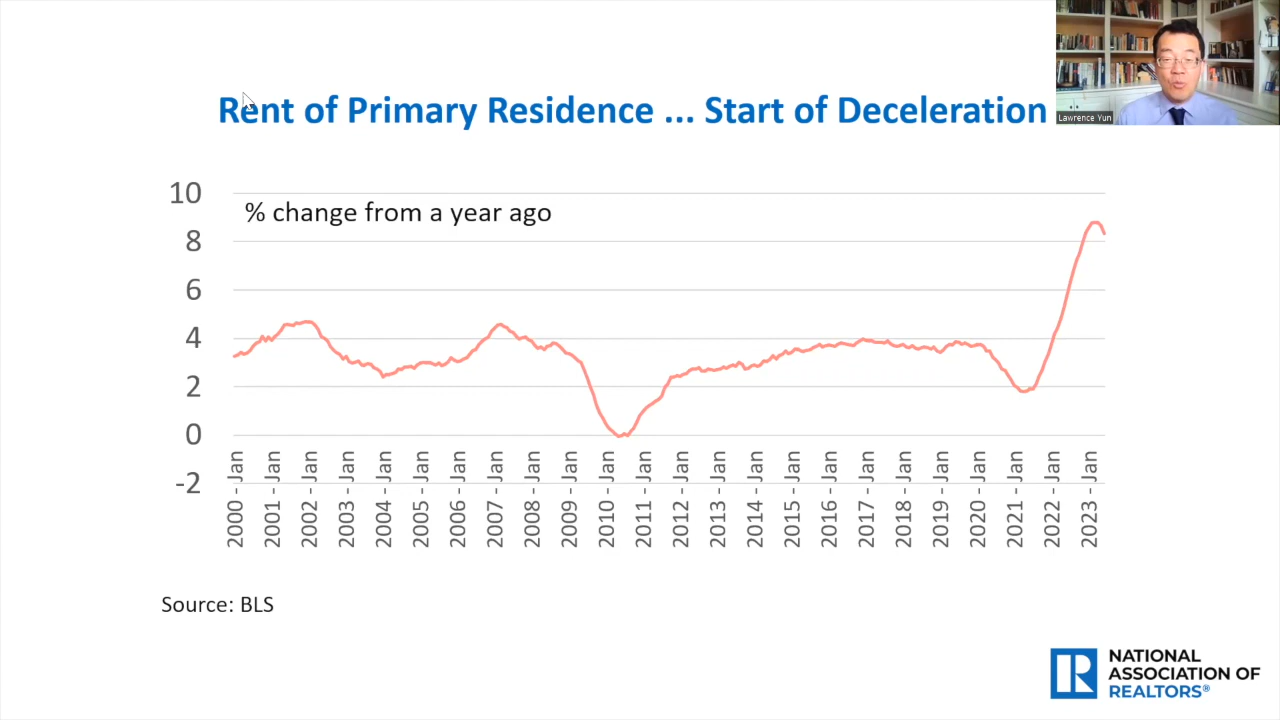 Rent of Primary Residence ... Start of Deceleration
Lawrence Yun
% change from a year ago
10
8
6
4
2
0
-2
2000 - Jan
2001 - Jan
2002 - Jan
2003 - Jan
2004 - Jan
2005 - Jan
2006 - Jan
2007 - Jan
2008 - Jan
2009 - Jan
2010 - Jan
2011 - Jan
2012 - Jan
2013 - Jan
2014 - Jan
2015 - Jan
2016 - Jan
2017 - Jan
2018 - Jan
2019 - Jan
2020 - Jan
2021 - Jan
2022 - Jan
2023 - Jan
Source: BLS
NATIONAL
ASSOCIATION OF
REALTORS®